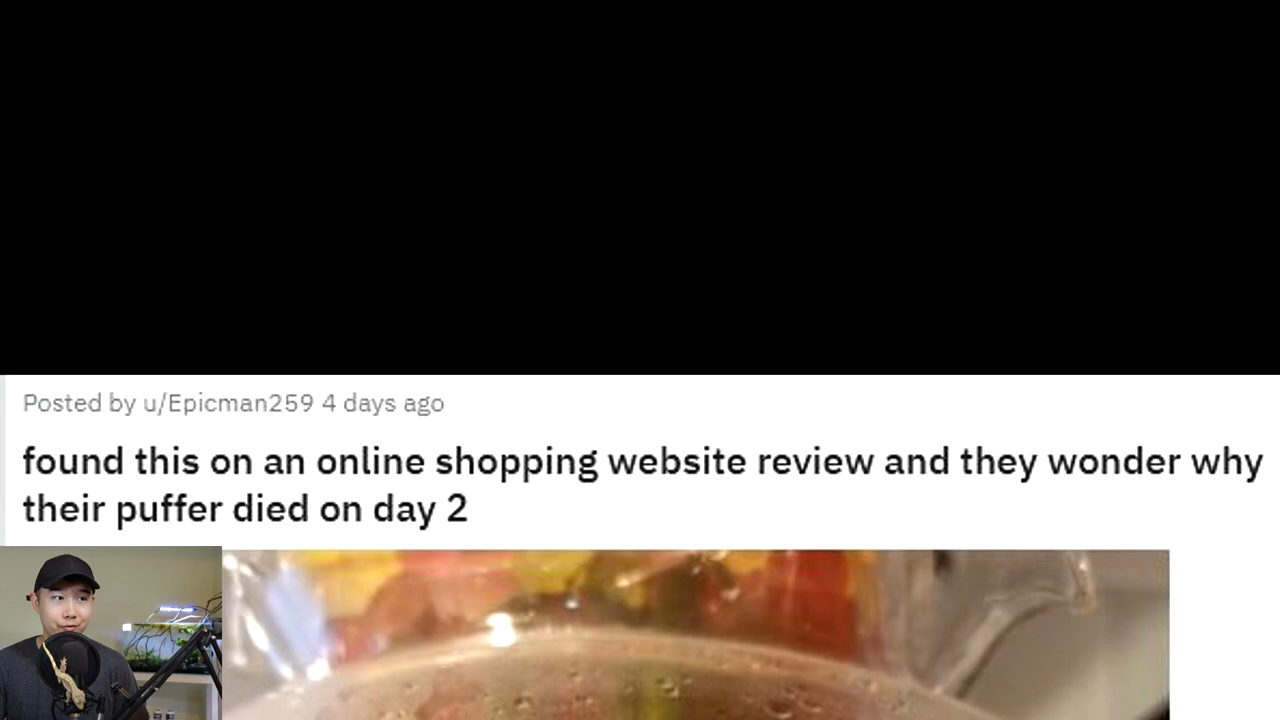 Posted by u/Epicman259 4 days ago
found this on an online shopping website review and they wonder why
their puffer died on day 2